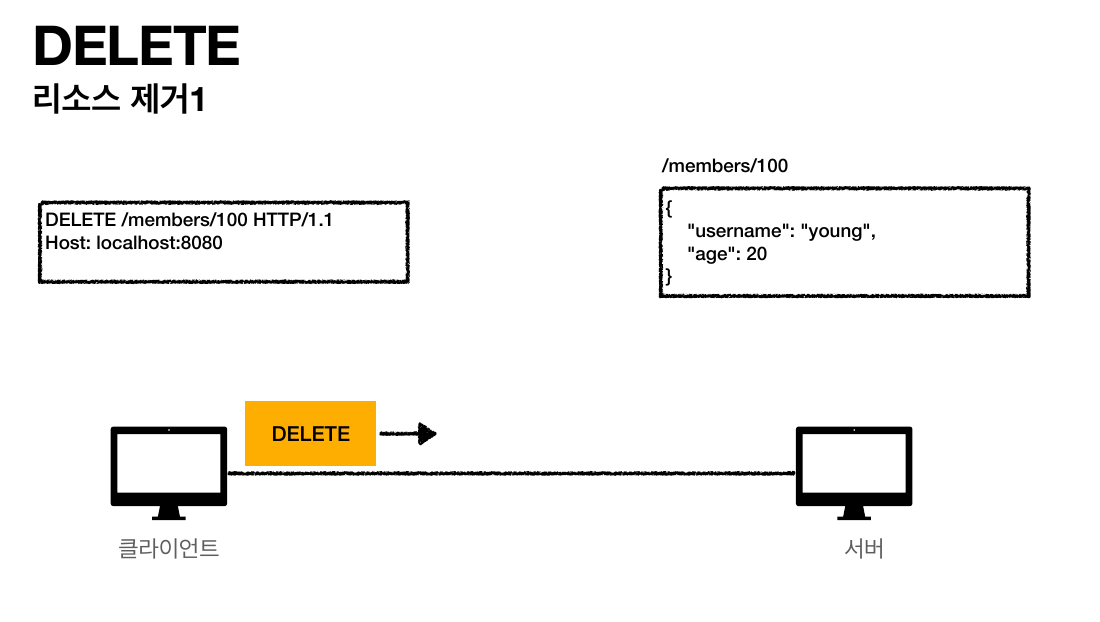 DELETE
리소스 제거1
DELETE /members/100 HTTP/1.1
Host: localhost:8080
/members/100
{
"username": "young",
"age": 20
}
DELETE
클라이언트
서버